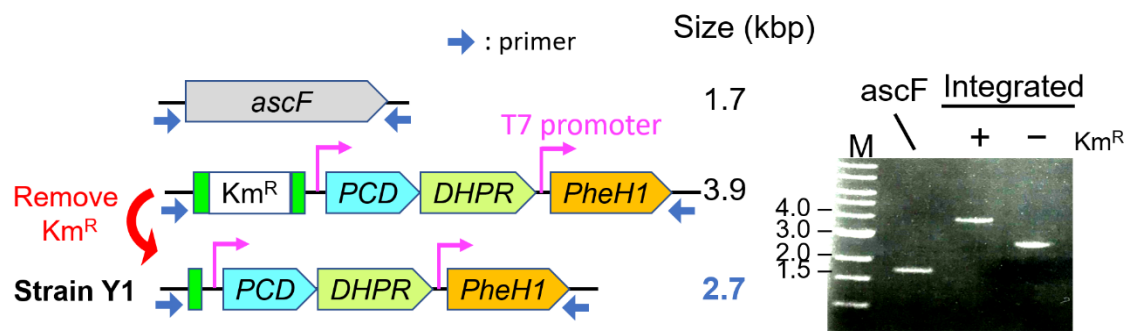 : primer
Size (kbp)
ascF
1.7
T7 promoter
Remove
KmR
KmR
PCD
DHPR
PheH1
3.9
Strain Y1
PCD
DHPR
PheH1
2.7
ascF
Integrated
M
+
−
KmR
4.0
3.0
2.0
1.5